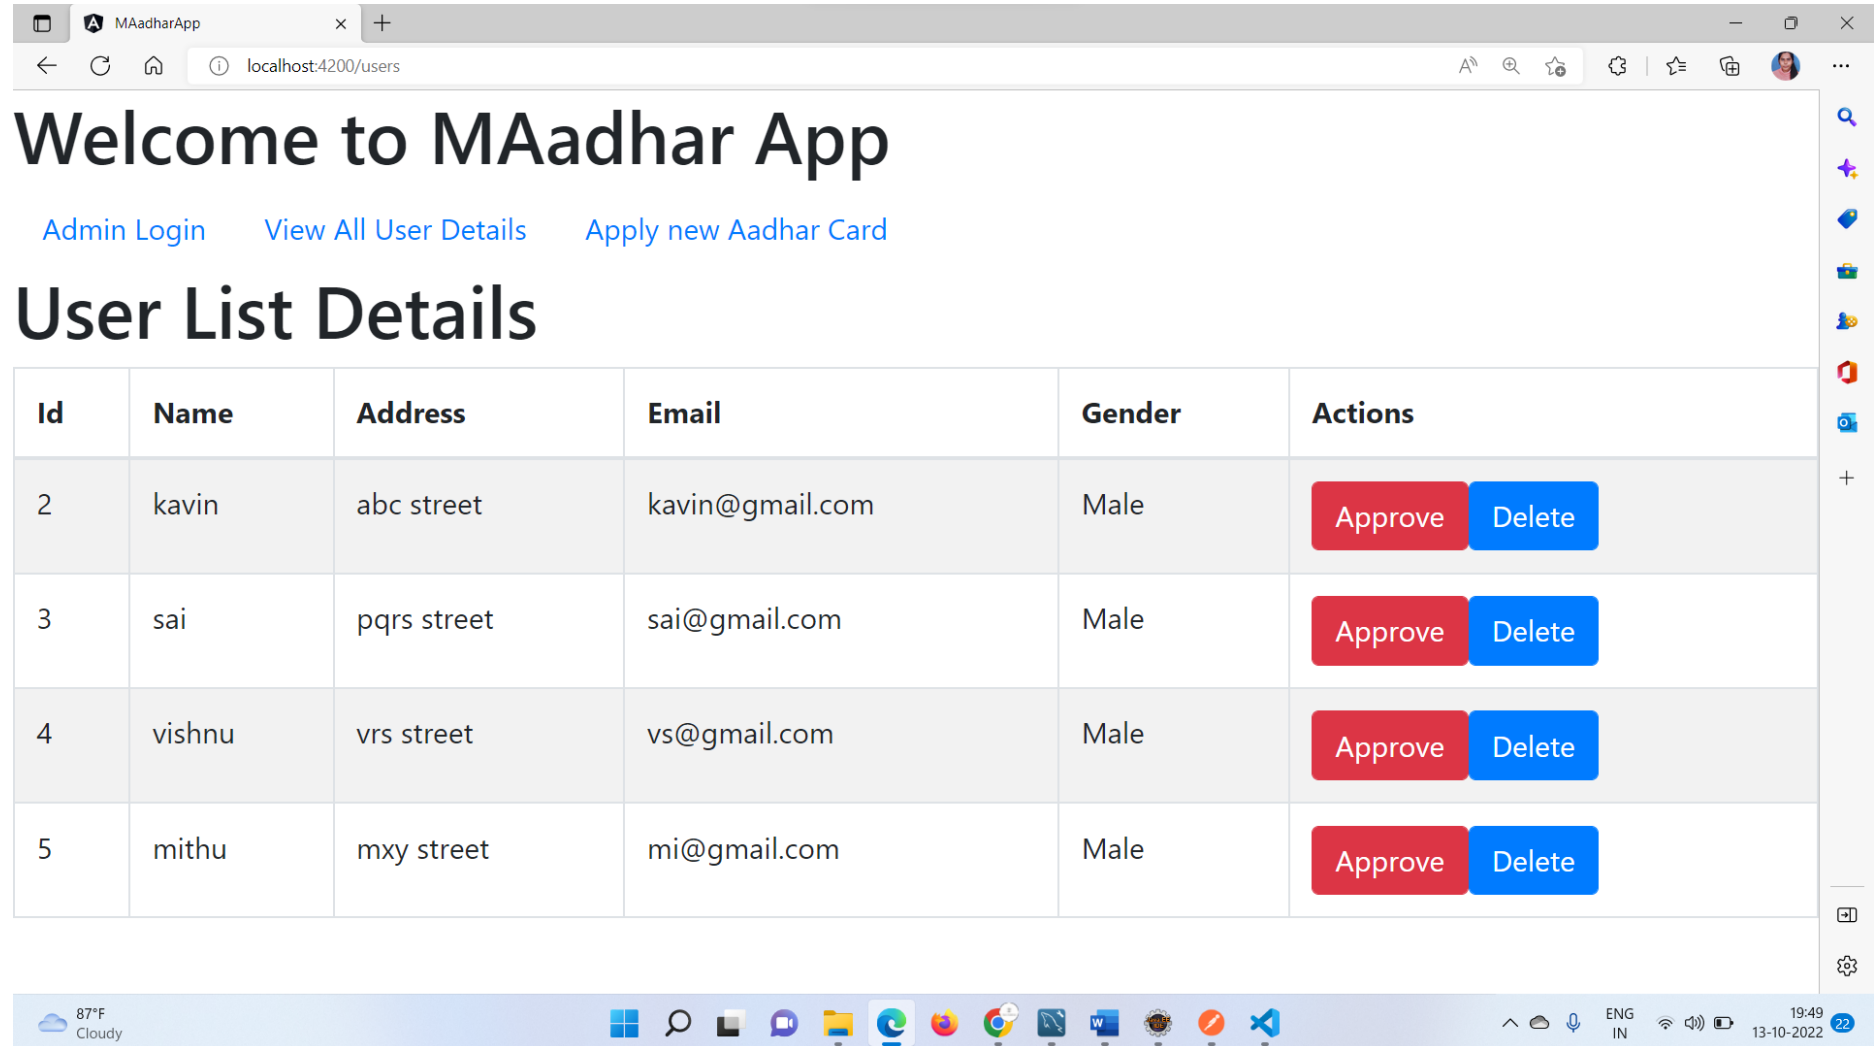 MAadharApp
localhost:4200/users
Welcome to MAadhar App
Admin Login View All User Details Apply new Aadhar Card
User List Details
Id Name Address Email Gender Actions
2 kavin abc street kavin@gmail.com Male Approve Delete
3 sai pqrs street sai@gmail.com Male Approve Delete
4 vishnu vrs street vs@gmail.com Male Approve Delete
5 mithu mxy street mi@gmail.com Male Approve Delete
87°F
Cloudy
ENG
IN
19:49
13-10-2022
22